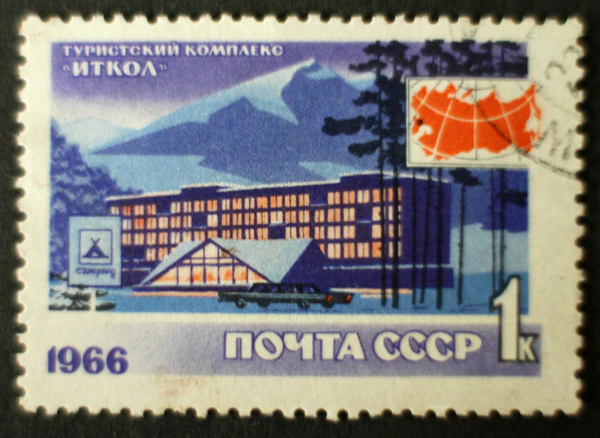 ТУРИСТСКИЙ КОМПЛЕКС
"ИТКОЛ"
camping
1966
ПОЧТА СССР
1К